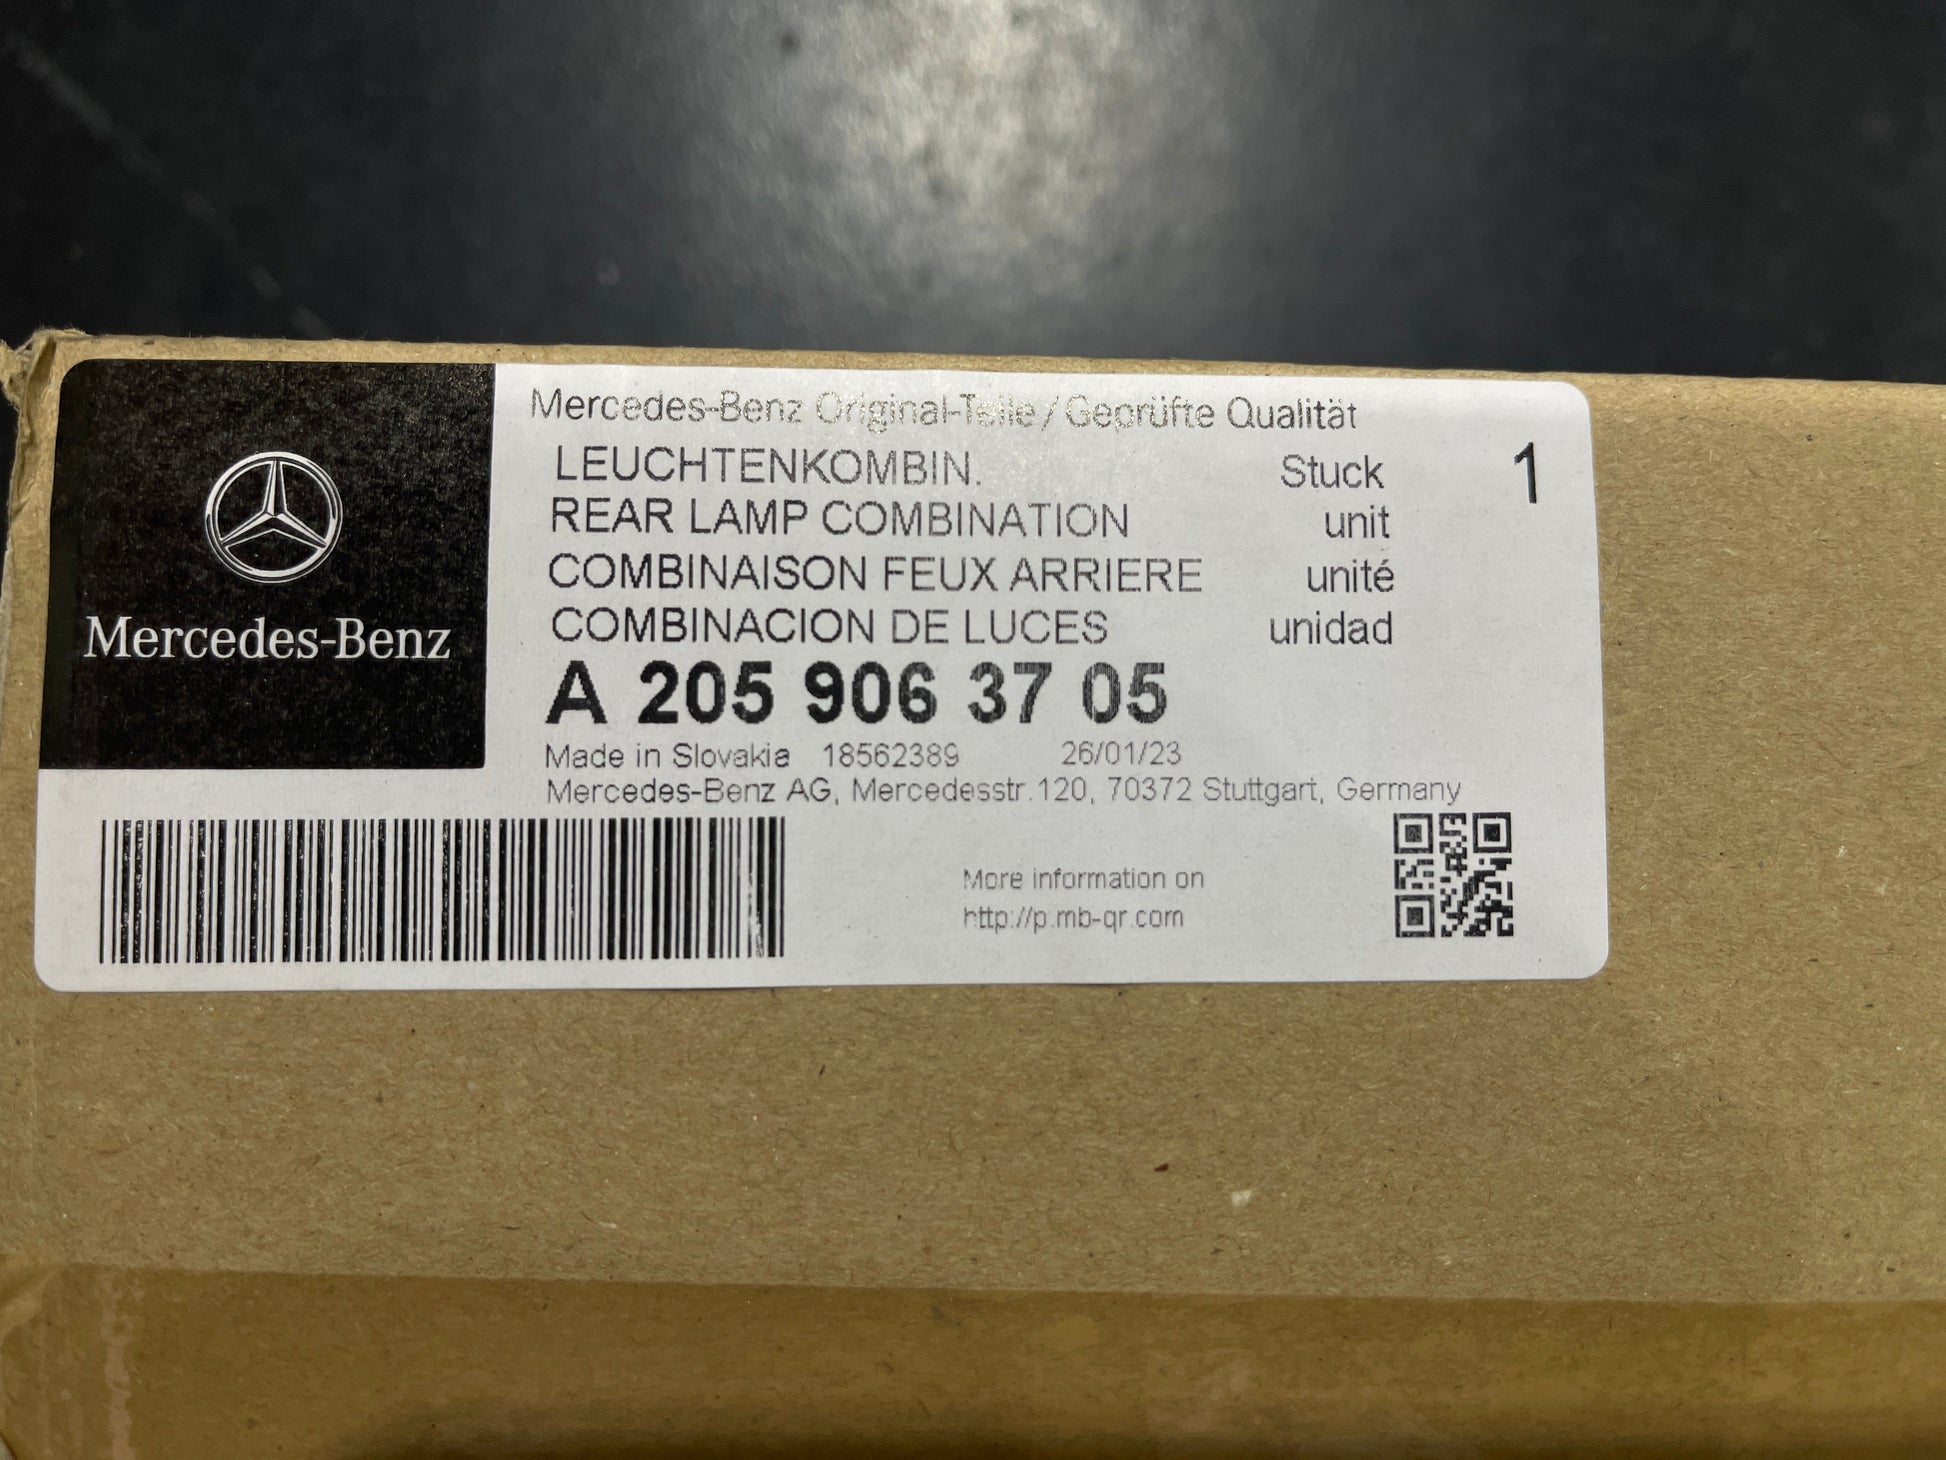 Mercedes-Benz
Mercedes-Benz Original-Teile / Geprüfte Qualität
LEUCHTENKOMBIN. Stuck 1
REAR LAMP COMBINATION unit
COMBINAISON FEUX ARRIERE unité
COMBINACION DE LUCES unidad
A 205 906 37 05
Made in Slovakia 18562389 26/01/23
Mercedes-Benz AG, Mercedesstr.120, 70372 Stuttgart, Germany
More information on
http://p.mb-qr.com